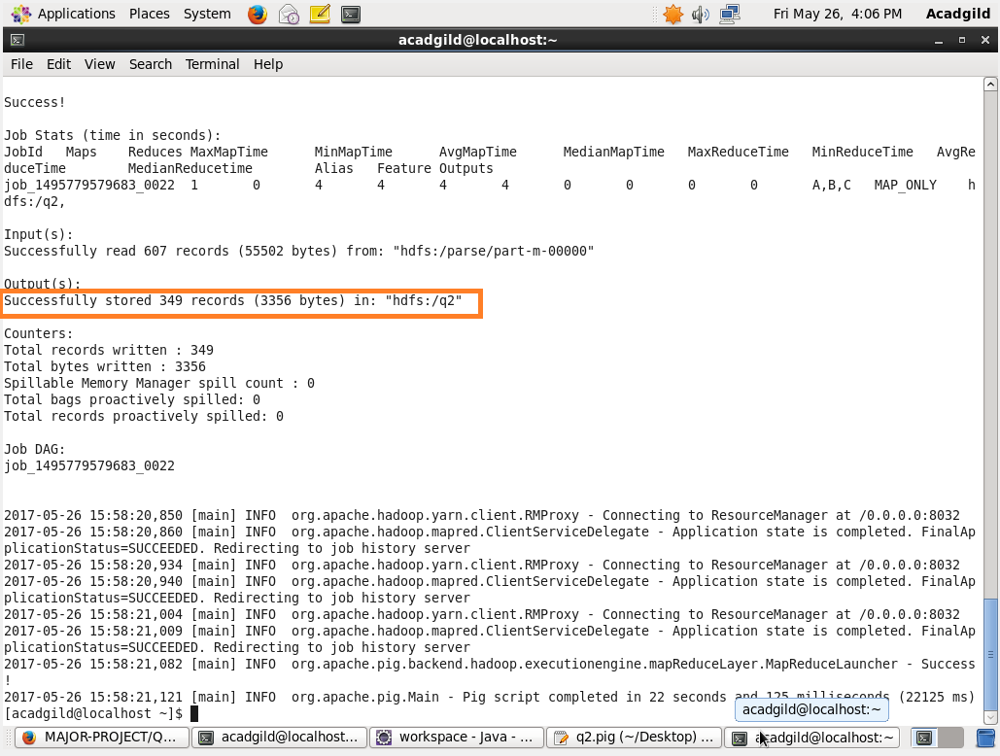 Applications Places System Fri May 26, 4:06 PM Acadgild
acadgild@localhost:~
File Edit View Search Terminal Help
Success!
Job Stats (time in seconds):
JobId Maps Reduces MaxMapTime MinMapTime AvgMapTime MedianMapTime MaxReduceTime MinReduceTime AvgRe
duceTime MedianReducetime Alias Feature Outputs
job_1495779579683_0022 1 0 4 4 4 4 0 0 0 0 A,B,C MAP_ONLY h
dfs:/q2,
Input(s):
Successfully read 607 records (55502 bytes) from: "hdfs:/parse/part-m-00000"
Output(s):
Successfully stored 349 records (3356 bytes) in: "hdfs:/q2"
Counters:
Total records written : 349
Total bytes written : 3356
Spillable Memory Manager spill count : 0
Total bags proactively spilled: 0
Total records proactively spilled: 0
Job DAG:
job_1495779579683_0022
2017-05-26 15:58:20,850 [main] INFO org.apache.hadoop.yarn.client.RMProxy - Connecting to ResourceManager at /0.0.0.0:8032
2017-05-26 15:58:20,860 [main] INFO org.apache.hadoop.mapred.ClientServiceDelegate - Application state is completed. FinalAp
plicationStatus=SUCCEEDED. Redirecting to job history server
2017-05-26 15:58:20,934 [main] INFO org.apache.hadoop.yarn.client.RMProxy - Connecting to ResourceManager at /0.0.0.0:8032
2017-05-26 15:58:20,940 [main] INFO org.apache.hadoop.mapred.ClientServiceDelegate - Application state is completed. FinalAp
plicationStatus=SUCCEEDED. Redirecting to job history server
2017-05-26 15:58:21,004 [main] INFO org.apache.hadoop.yarn.client.RMProxy - Connecting to ResourceManager at /0.0.0.0:8032
2017-05-26 15:58:21,009 [main] INFO org.apache.hadoop.mapred.ClientServiceDelegate - Application state is completed. FinalAp
plicationStatus=SUCCEEDED. Redirecting to job history server
2017-05-26 15:58:21,082 [main] INFO org.apache.pig.backend.hadoop.executionengine.mapReduceLayer.MapReduceLauncher - Success
!
2017-05-26 15:58:21,121 [main] INFO org.apache.pig.Main - Pig script completed in 22 seconds and 125 milliseconds (22125 ms)
[acadgild@localhost ~]$
acadgild@localhost:~
MAJOR-PROJECT/Q... acadgild@localhost... workspace - Java - ... q2.pig (~/Desktop) ... acadgild@localhost:~